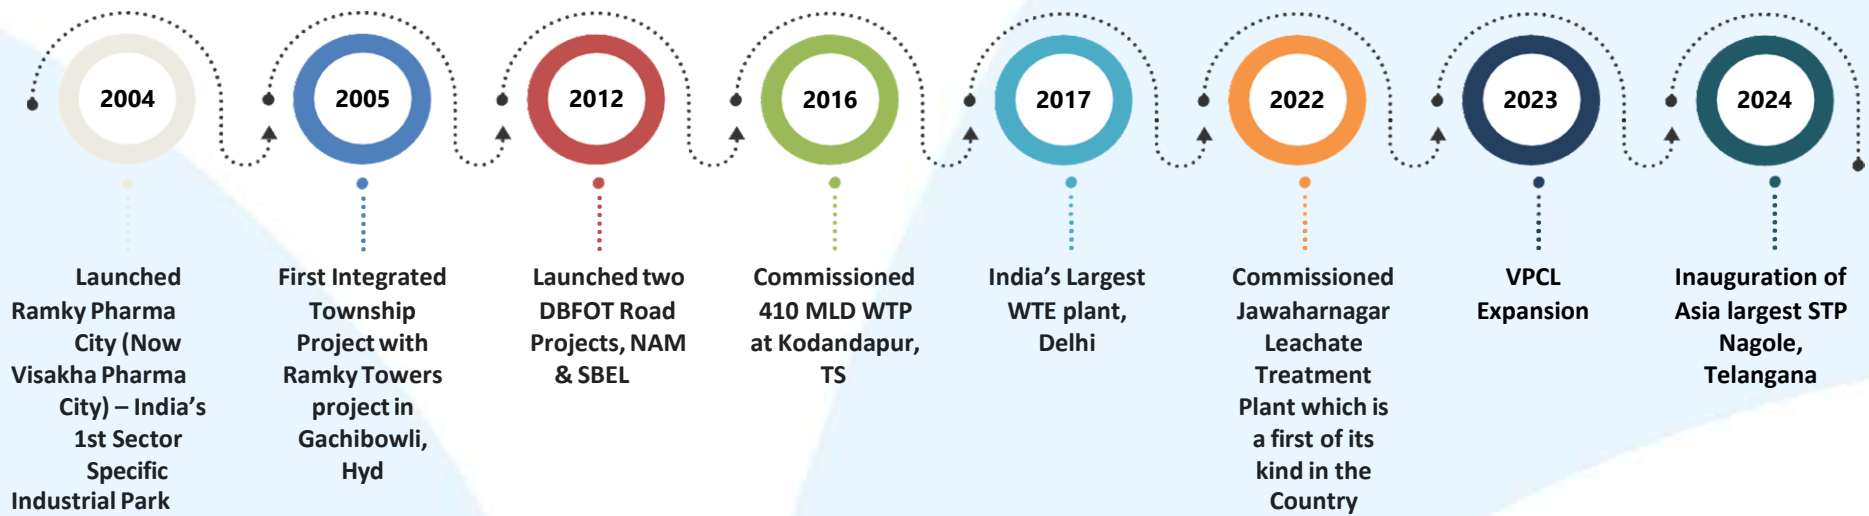 2004
Launched
Ramky Pharma
City (Now
Visakha Pharma
City) – India’s
1st Sector
Specific
Industrial Park
2005
First Integrated
Township
Project with
Ramky Towers
project in
Gachibowli,
Hyd
2012
Launched two
DBFOT Road
Projects, NAM
& SBEL
2016
Commissioned
410 MLD WTP
at Kodandapur,
TS
2017
India’s Largest
WTE plant,
Delhi
2022
Commissioned
Jawaharnagar
Leachate
Treatment
Plant which is
a first of its
kind in the
Country
2023
VPCL
Expansion
2024
Inauguration of
Asia largest STP
Nagole,
Telangana